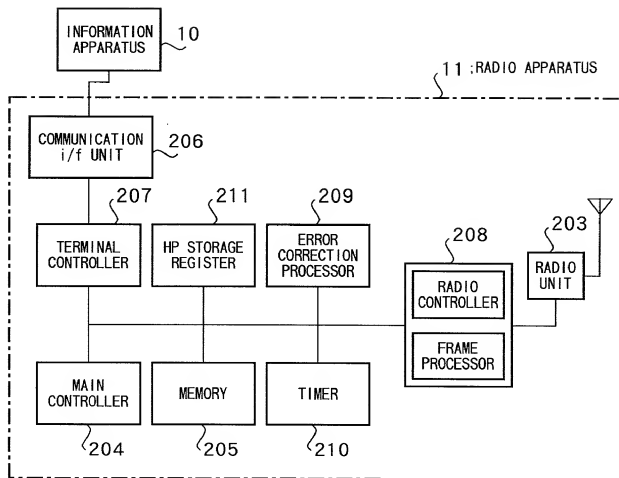 INFORMATION
APPARATUS
10
11 ;RADIO APPARATUS
COMMUNICATION
i/f UNIT
206
207
211
209
208
203
TERMINAL
CONTROLLER
HP STORAGE
REGISTER
ERROR
CORRECTION
PROCESSOR
RADIO
CONTROLLER
FRAME
PROCESSOR
RADIO
UNIT
MAIN
CONTROLLER
MEMORY
TIMER
204
205
210